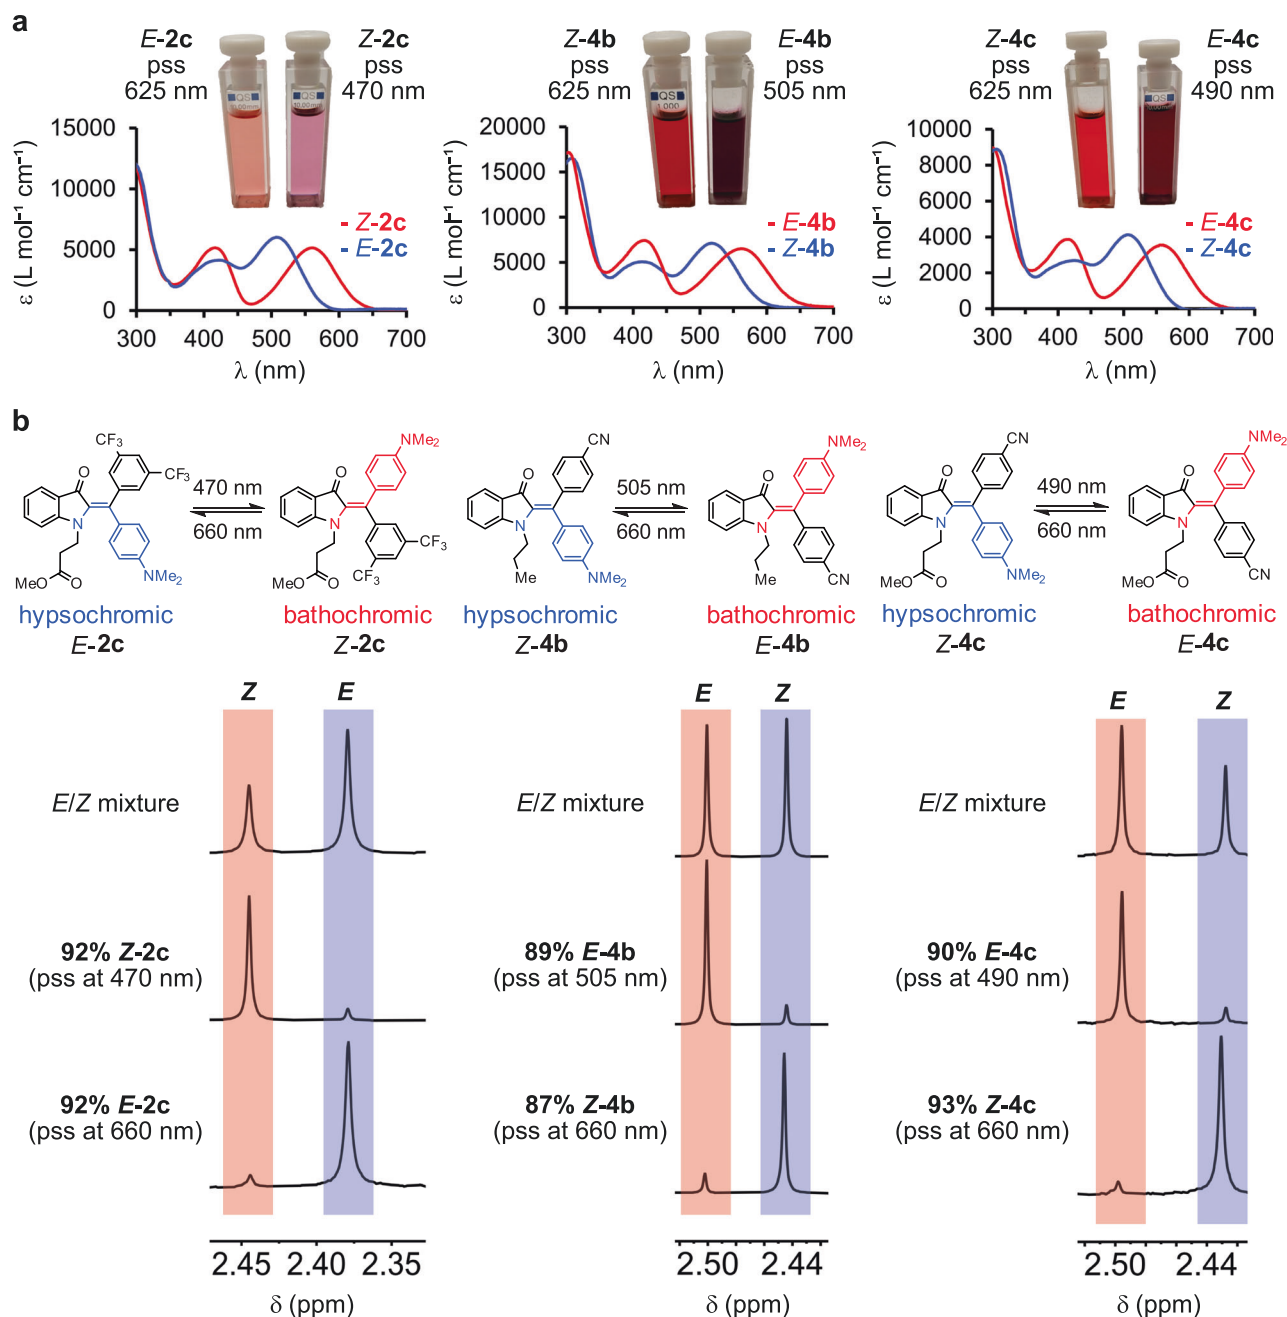 a
E-2c
pss
625 nm
Z-2c
pss
470 nm
Z-4b
pss
625 nm
E-4b
pss
505 nm
Z-4c
pss
625 nm
E-4c
pss
490 nm
QS
10,00mm
QS
1.000
QS
ε (L mol⁻¹ cm⁻¹)
15000
10000
5000
0
300 400 500 600 700
λ (nm)
- Z-2c
- E-2c
ε (L mol⁻¹ cm⁻¹)
20000
15000
10000
5000
0
300 400 500 600 700
λ (nm)
- E-4b
- Z-4b
ε (L mol⁻¹ cm⁻¹)
10000
8000
6000
4000
2000
0
300 400 500 600 700
λ (nm)
- E-4c
- Z-4c
b
CF₃
O
CF₃
N
MeO
O
NMe₂
470 nm
660 nm
NMe₂
O
N
CF₃
MeO
O
CF₃
CN
O
N
Me
NMe₂
505 nm
660 nm
NMe₂
O
N
Me
CN
CN
O
N
MeO
O
NMe₂
490 nm
660 nm
NMe₂
O
N
MeO
O
CN
hypsochromic
E-2c
bathochromic
Z-2c
hypsochromic
Z-4b
bathochromic
E-4b
hypsochromic
Z-4c
bathochromic
E-4c
Z E
E/Z mixture
92% Z-2c
(pss at 470 nm)
92% E-2c
(pss at 660 nm)
2.45 2.40 2.35
δ (ppm)
E Z
E/Z mixture
89% E-4b
(pss at 505 nm)
87% Z-4b
(pss at 660 nm)
2.50 2.44
δ (ppm)
E Z
E/Z mixture
90% E-4c
(pss at 490 nm)
93% Z-4c
(pss at 660 nm)
2.50 2.44
δ (ppm)